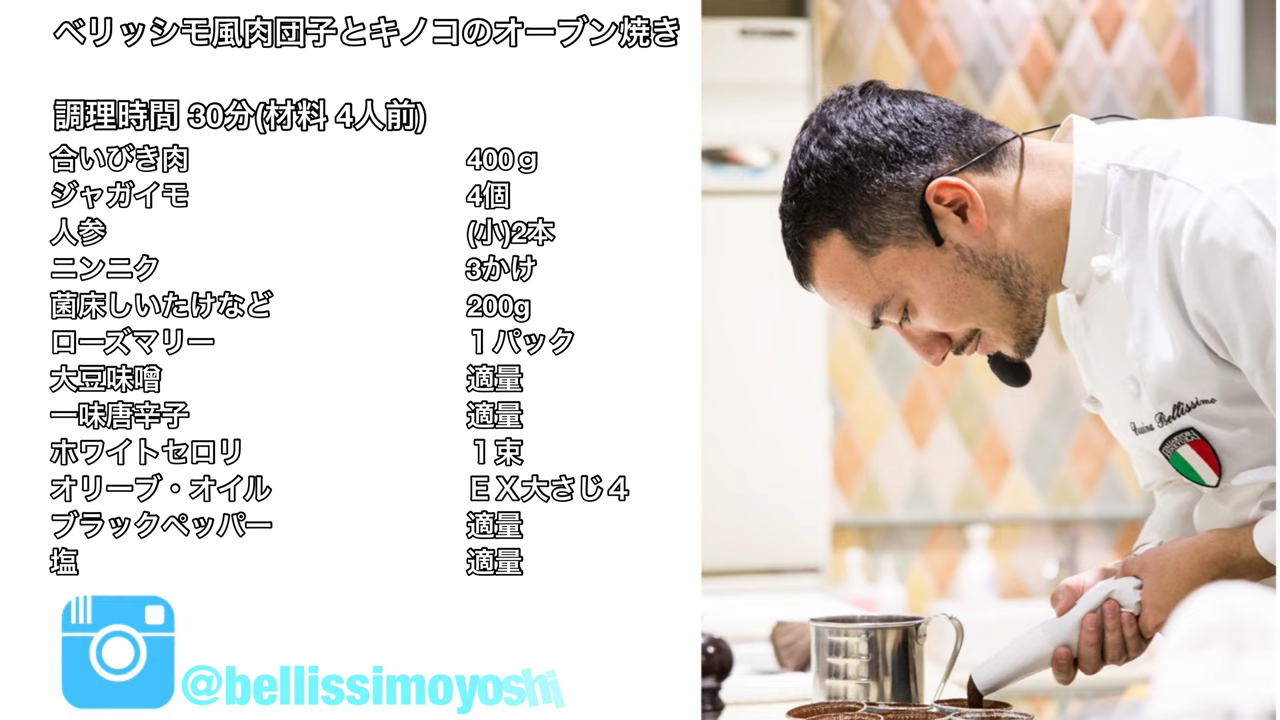 ベリッシモ風肉団子とキノコのオーブン焼き
調理時間 30分(材料 4人前)
合いびき肉 400ｇ
ジャガイモ 4個
人参 (小)2本
ニンニク 3かけ
菌床しいたけなど 200g
ローズマリー １パック
大豆味噌 適量
一味唐辛子 適量
ホワイトセロリ １束
オリーブ・オイル ＥＸ大さじ４
ブラックペッパー 適量
塩 適量
@bellissimoyoshi
Bellissimo